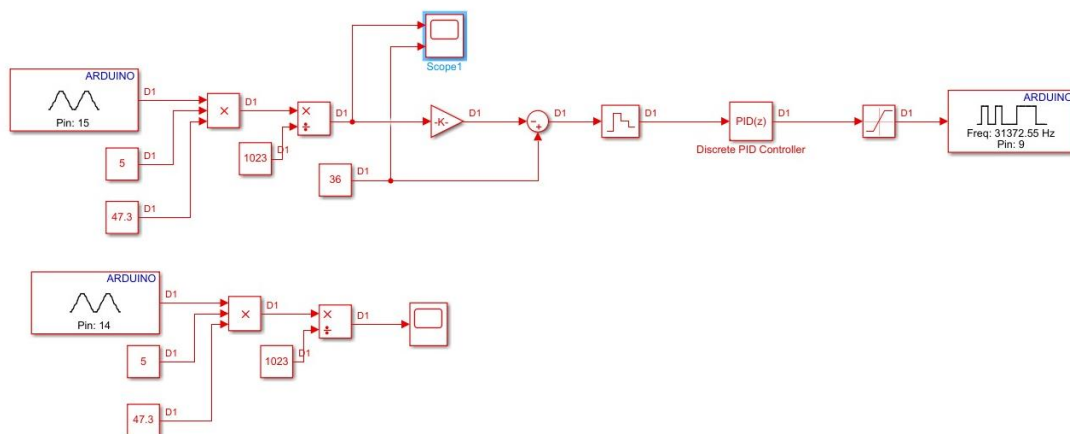 ARDUINO
Pin: 15
D1
5
D1
47.3
D1
×
D1
1023
D1
×
÷
D1
Scope1
-K-
D1
36
D1
D1
D1
PID(z)
Discrete PID Controller
D1
D1
ARDUINO
Freq: 31372.55 Hz
Pin: 9
ARDUINO
Pin: 14
D1
5
D1
47.3
D1
×
D1
1023
D1
×
÷
D1